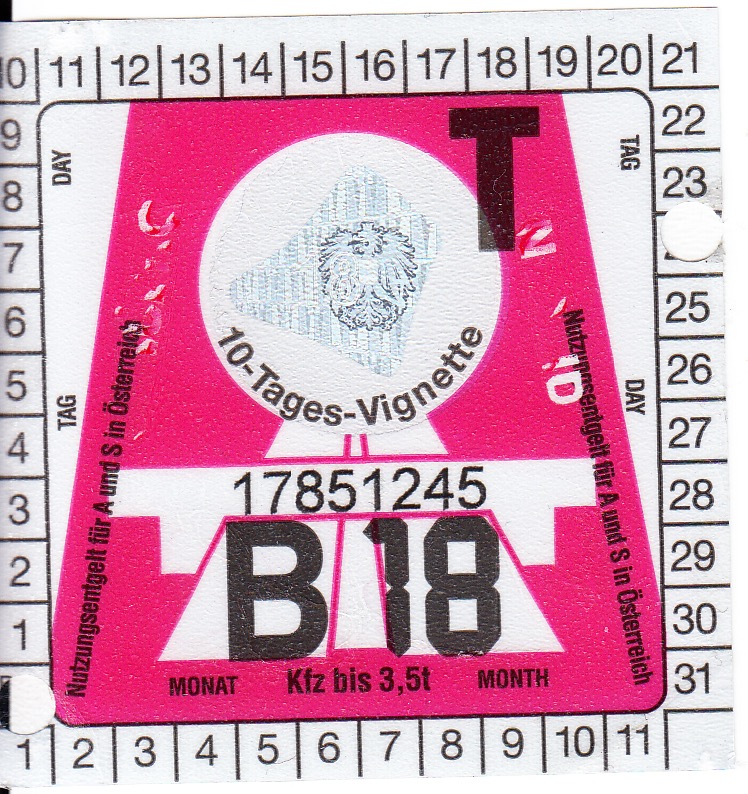 10 11 12 13 14 15 16 17 18 19 20 21
9
8
7
6
5
4
3
2
1
22
23
25
26
27
28
29
30
31
DAY
TAG
T
10-Tages-Vignette
TAG
DAY
Nutzungsentgelt für A und S in Österreich
Nutzungsentgelt für A und S in Österreich
17851245
B 18
MONAT Kfz bis 3,5t MONTH
1 2 3 4 5 6 7 8 9 10 11